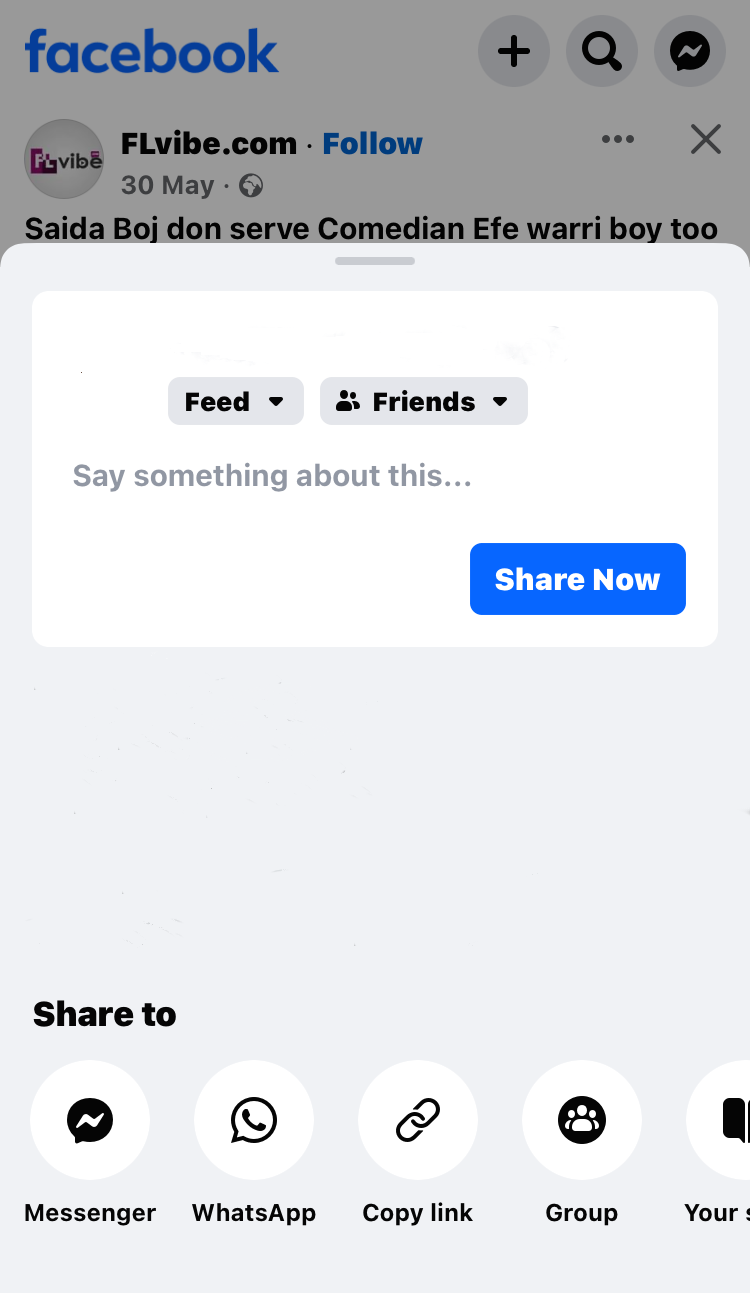 facebook
FLvibe.com · Follow
FLvibe
30 May ·
Saida Boj don serve Comedian Efe warri boy too
Feed
Friends
Say something about this...
Share Now
Share to
Messenger
WhatsApp
Copy link
Group
Your s